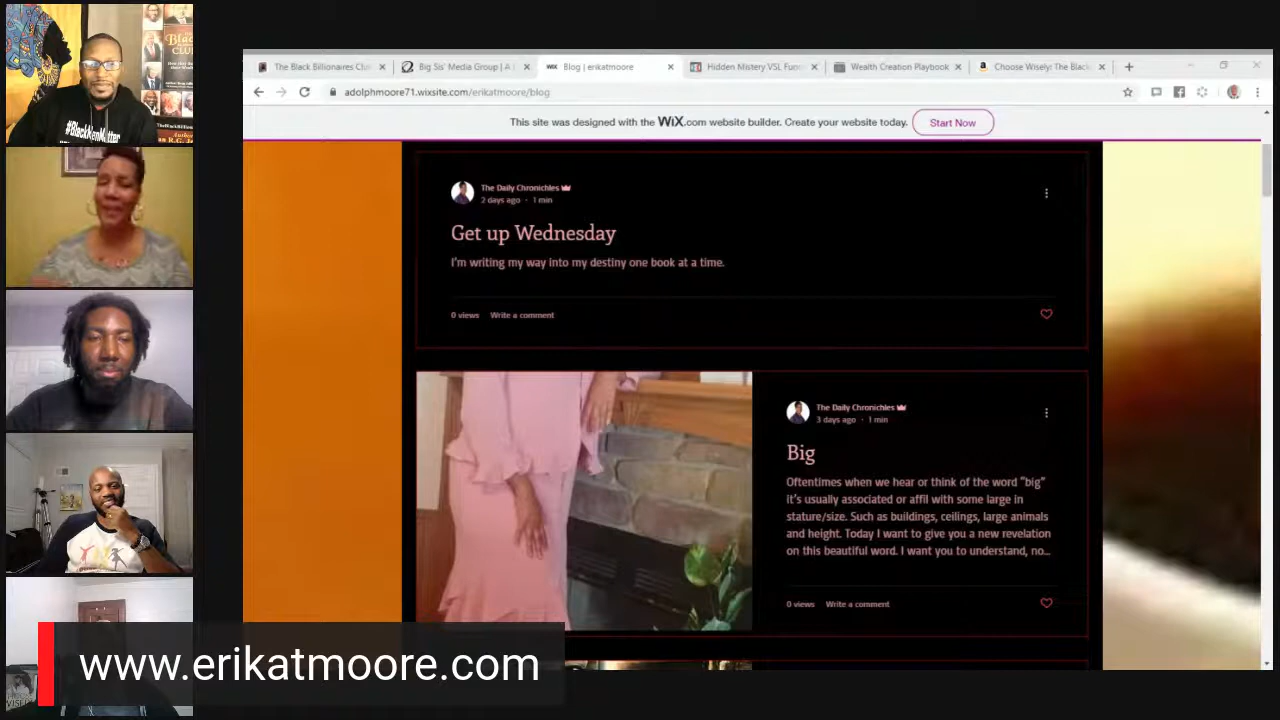 The Black Billionaires Clu
Big Sis' Media Group | A
WiX Blog | erikatmoore
Hidden Mistery VSL Fun
Wealth Creation Playbook
Choose Wisely: The Black
adolphmoore71.wixsite.com/erikatmoore/blog
This site was designed with the WiX.com website builder. Create your website today. Start Now
The Daily Chronichles
2 days ago · 1 min
Get up Wednesday
I'm writing my way into my destiny one book at a time.
0 views Write a comment
The Daily Chronichles
3 days ago · 1 min
Big
Oftentimes when we hear or think of the word "big"
it's usually associated or affil with some large in
stature/size. Such as buildings, ceilings, large animals
and height. Today I want to give you a new revelation
on this beautiful word. I want you to understand, no...
0 views Write a comment
#BlackMenMatter
www.erikatmoore.com